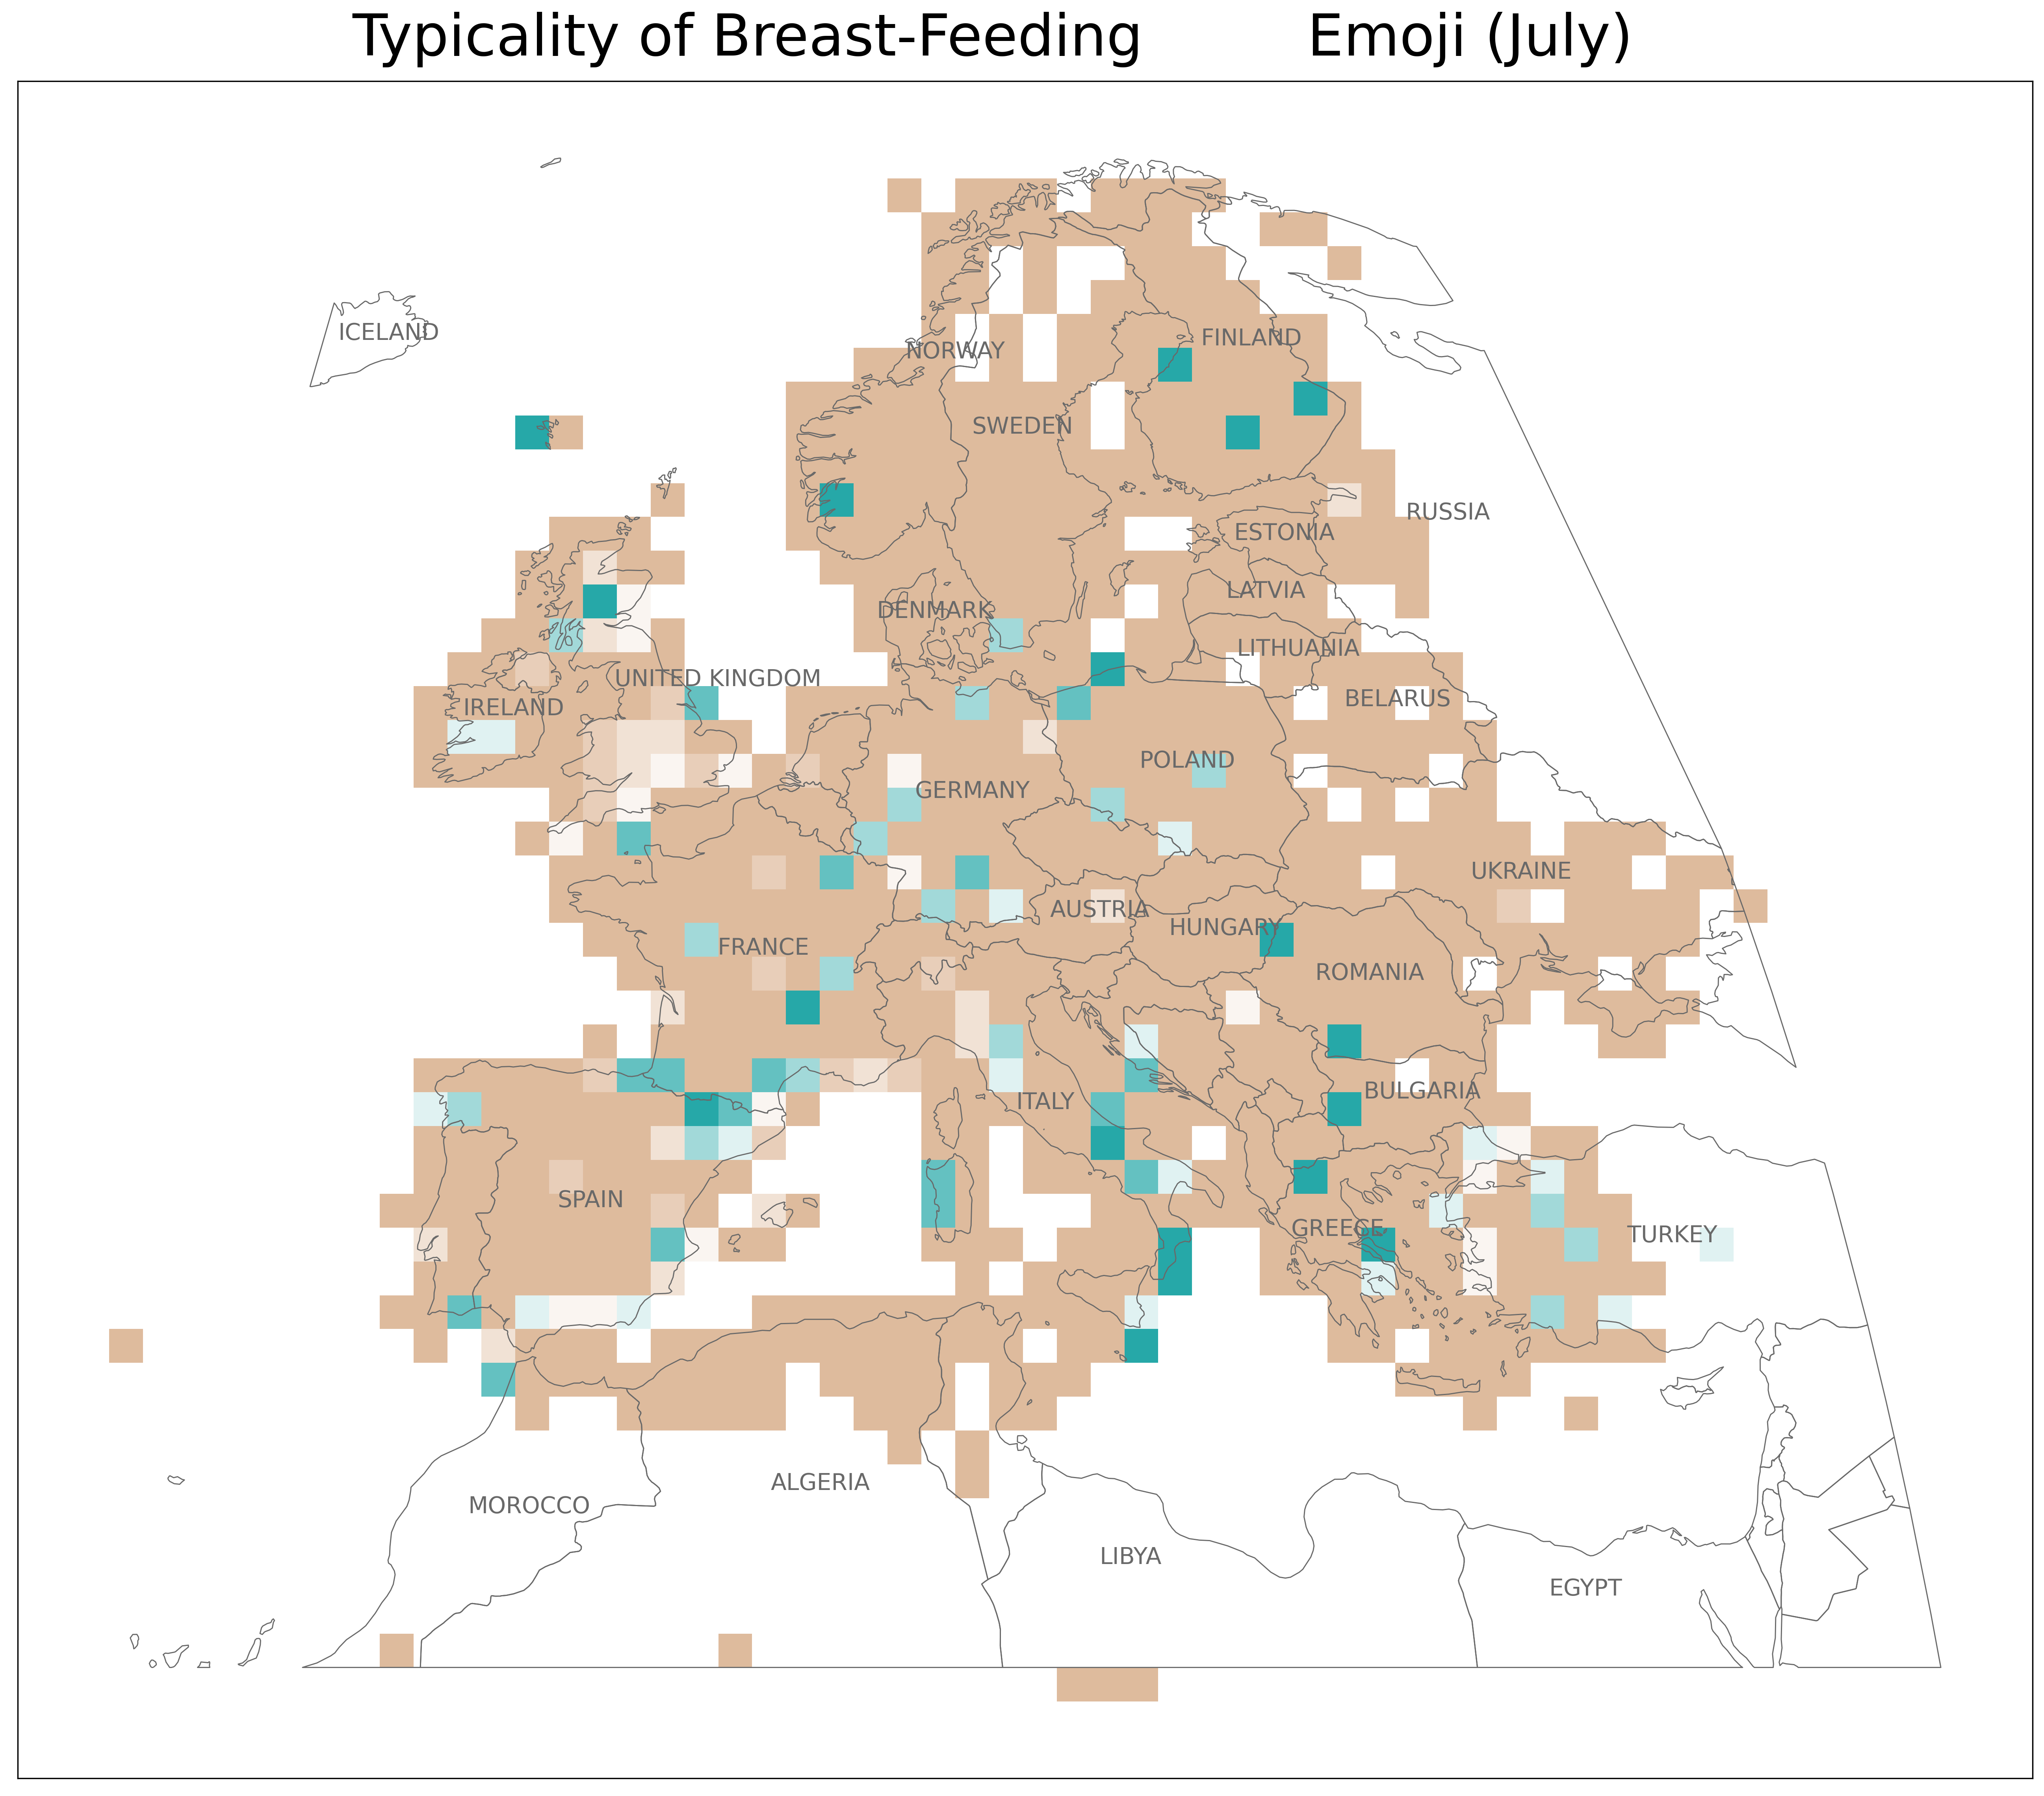 Typicality of Breast-Feeding Emoji (July)
ICELAND
NORWAY
FINLAND
SWEDEN
RUSSIA
ESTONIA
LATVIA
DENMARK
LITHUANIA
UNITED KINGDOM
BELARUS
IRELAND
POLAND
GERMANY
UKRAINE
AUSTRIA
HUNGARY
FRANCE
ROMANIA
BULGARIA
ITALY
SPAIN
GREECE
TURKEY
ALGERIA
MOROCCO
LIBYA
EGYPT